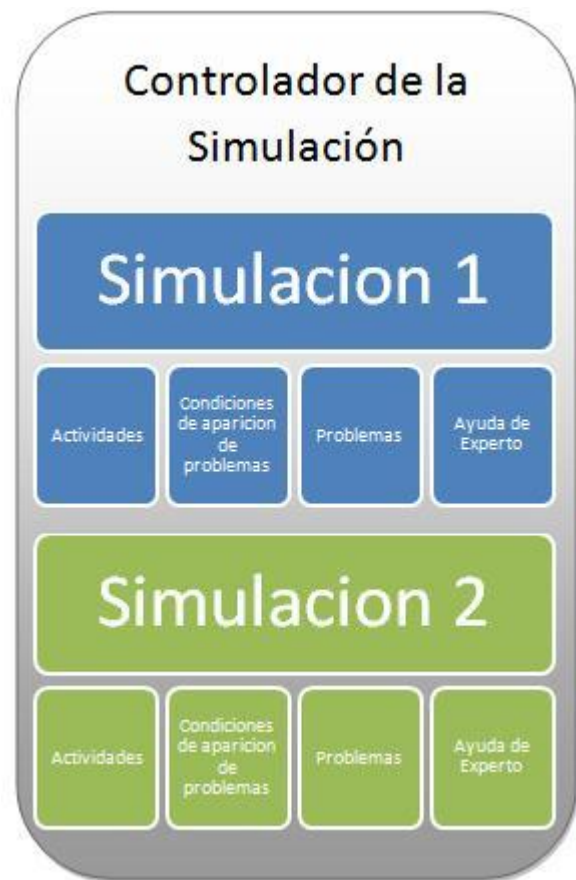 Controlador de la
Simulación
Simulacion 1
Actividades
Condiciones
de aparicion
de
problemas
Problemas
Ayuda de
Experto
Simulacion 2
Actividades
Condiciones
de aparicion
de
problemas
Problemas
Ayuda de
Experto